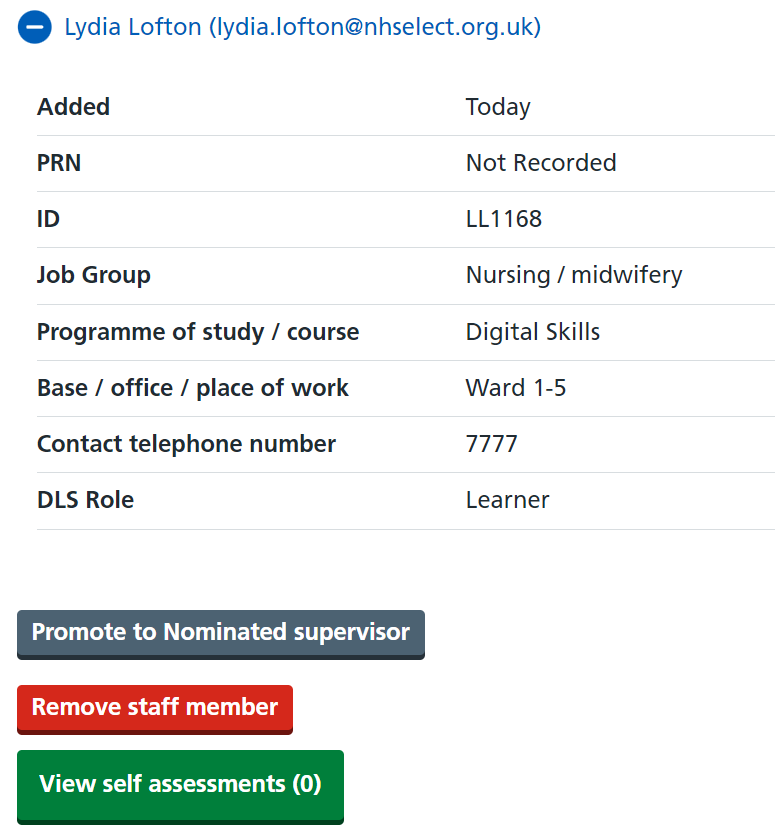 Lydia Lofton (lydia.lofton@nhselect.org.uk)
Added Today
PRN Not Recorded
ID LL1168
Job Group Nursing / midwifery
Programme of study / course Digital Skills
Base / office / place of work Ward 1-5
Contact telephone number 7777
DLS Role Learner
Promote to Nominated supervisor
Remove staff member
View self assessments (0)